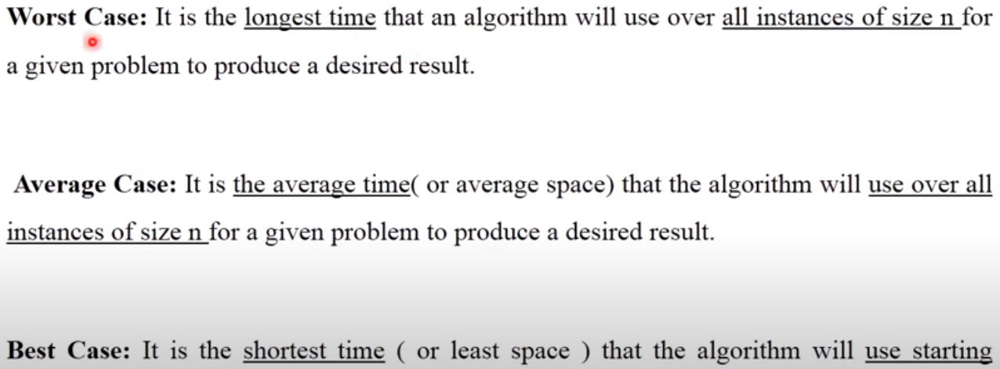 Worst Case: It is the longest time that an algorithm will use over all instances of size n for
a given problem to produce a desired result.
Average Case: It is the average time( or average space) that the algorithm will use over all
instances of size n for a given problem to produce a desired result.
Best Case: It is the shortest time ( or least space ) that the algorithm will use starting